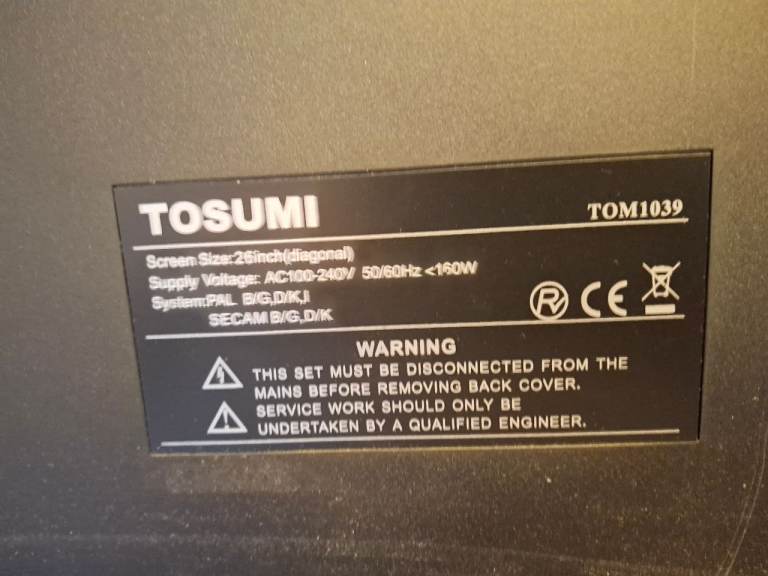 TOSUMI
TOM1039
Screen Size:26inch(diagonal)
Supply Voltage: AC100-240V 50/60Hz <160W
System:PAL B/G,D/K,I
SECAM B/G,D/K
R CE
WARNING
THIS SET MUST BE DISCONNECTED FROM THE
MAINS BEFORE REMOVING BACK COVER.
SERVICE WORK SHOULD ONLY BE
UNDERTAKEN BY A QUALIFIED ENGINEER.